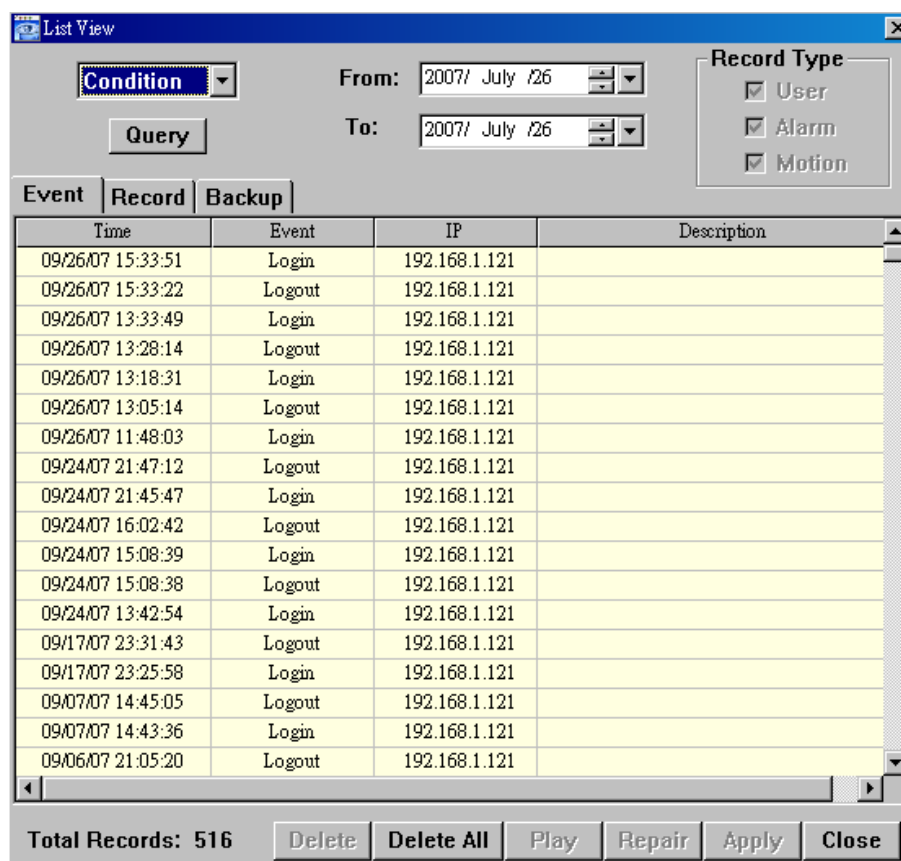 List View
Condition
From: 2007/ July /26
Record Type
User
Query
To: 2007/ July /26
Alarm
Motion
Event Record Backup
Time Event IP Description
09/26/07 15:33:51 Login 192.168.1.121
09/26/07 15:33:22 Logout 192.168.1.121
09/26/07 13:33:49 Login 192.168.1.121
09/26/07 13:28:14 Logout 192.168.1.121
09/26/07 13:18:31 Login 192.168.1.121
09/26/07 13:05:14 Logout 192.168.1.121
09/26/07 11:48:03 Login 192.168.1.121
09/24/07 21:47:12 Logout 192.168.1.121
09/24/07 21:45:47 Login 192.168.1.121
09/24/07 16:02:42 Logout 192.168.1.121
09/24/07 15:08:39 Login 192.168.1.121
09/24/07 15:08:38 Logout 192.168.1.121
09/24/07 13:42:54 Login 192.168.1.121
09/17/07 23:31:43 Logout 192.168.1.121
09/17/07 23:25:58 Login 192.168.1.121
09/07/07 14:45:05 Logout 192.168.1.121
09/07/07 14:43:36 Login 192.168.1.121
09/06/07 21:05:20 Logout 192.168.1.121
Total Records: 516 Delete Delete All Play Repair Apply Close